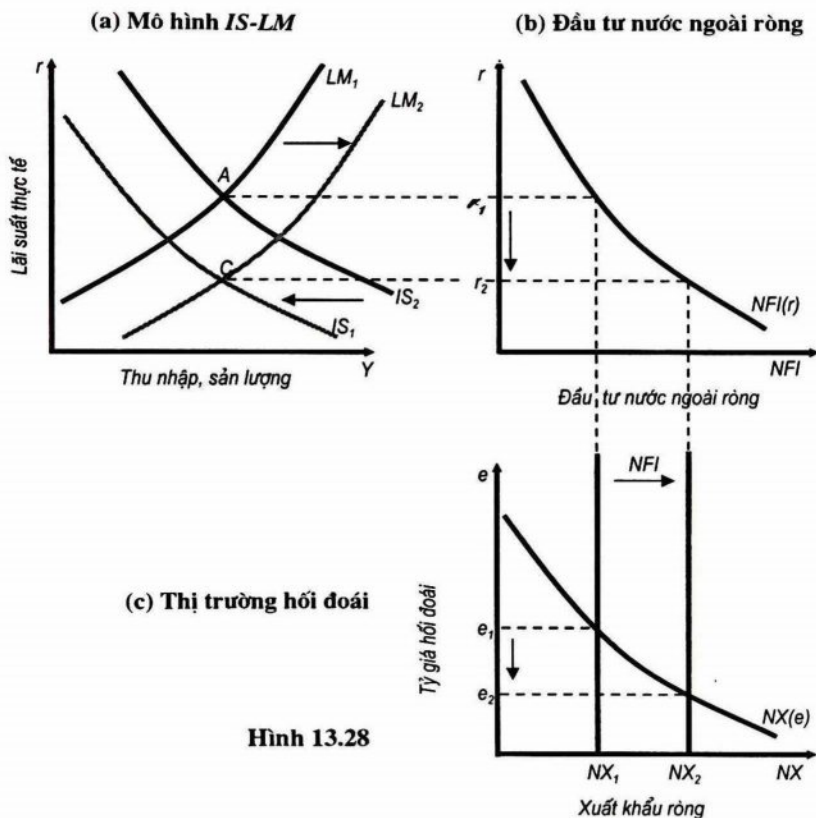 (a) Mô hình IS-LM
r
LM₁
LM₂
A
C
IS₂
IS₁
Y
Lãi suất thực tế
Thu nhập, sản lượng
(b) Đầu tư nước ngoài ròng
r
r₁
r₂
NFI(r)
NFI
Đầu tư nước ngoài ròng
(c) Thị trường hối đoái
e
NFI
e₁
e₂
NX(e)
NX₁
NX₂
NX
Tỷ giá hối đoái
Xuất khẩu ròng
Hình 13.28